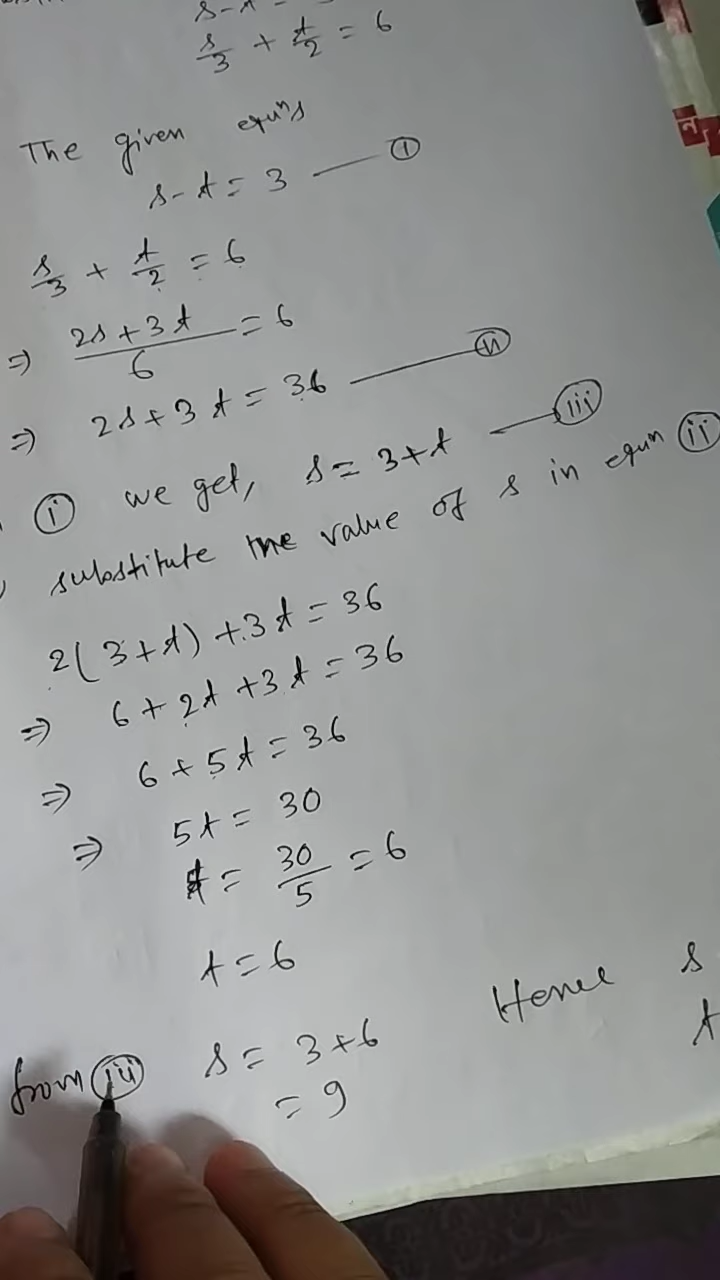 s-t =
s/3 + t/2 = 6
The given equⁿs
s-t = 3 — (i)
s/3 + t/2 = 6
⇒ (2s+3t)/6 = 6
⇒ 2s+3t = 36 — (ii)
(i) we get, s = 3+t — (iii)
substitute the value of s in equⁿ (ii)
2(3+t) +3t = 36
⇒ 6+2t+3t = 36
⇒ 6+5t = 36
⇒ 5t = 30
t = 30/5 = 6
t = 6
from (iii) s = 3+6
= 9
Hence s
t
न